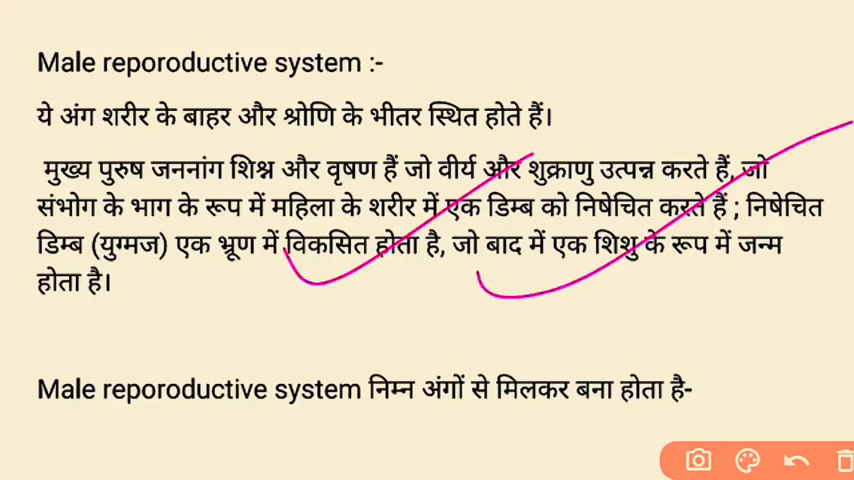 Male reporoductive system :-
ये अंग शरीर के बाहर और श्रोणि के भीतर स्थित होते हैं।
मुख्य पुरुष जननांग शिश्न और वृषण हैं जो वीर्य और शुक्राणु उत्पन्न करते हैं, जो
संभोग के भाग के रूप में महिला के शरीर में एक डिम्ब को निषेचित करते हैं ; निषेचित
डिम्ब (युग्मज) एक भ्रूण में विकसित होता है, जो बाद में एक शिशु के रूप में जन्म
होता है।
Male reporoductive system निम्न अंगों से मिलकर बना होता है-